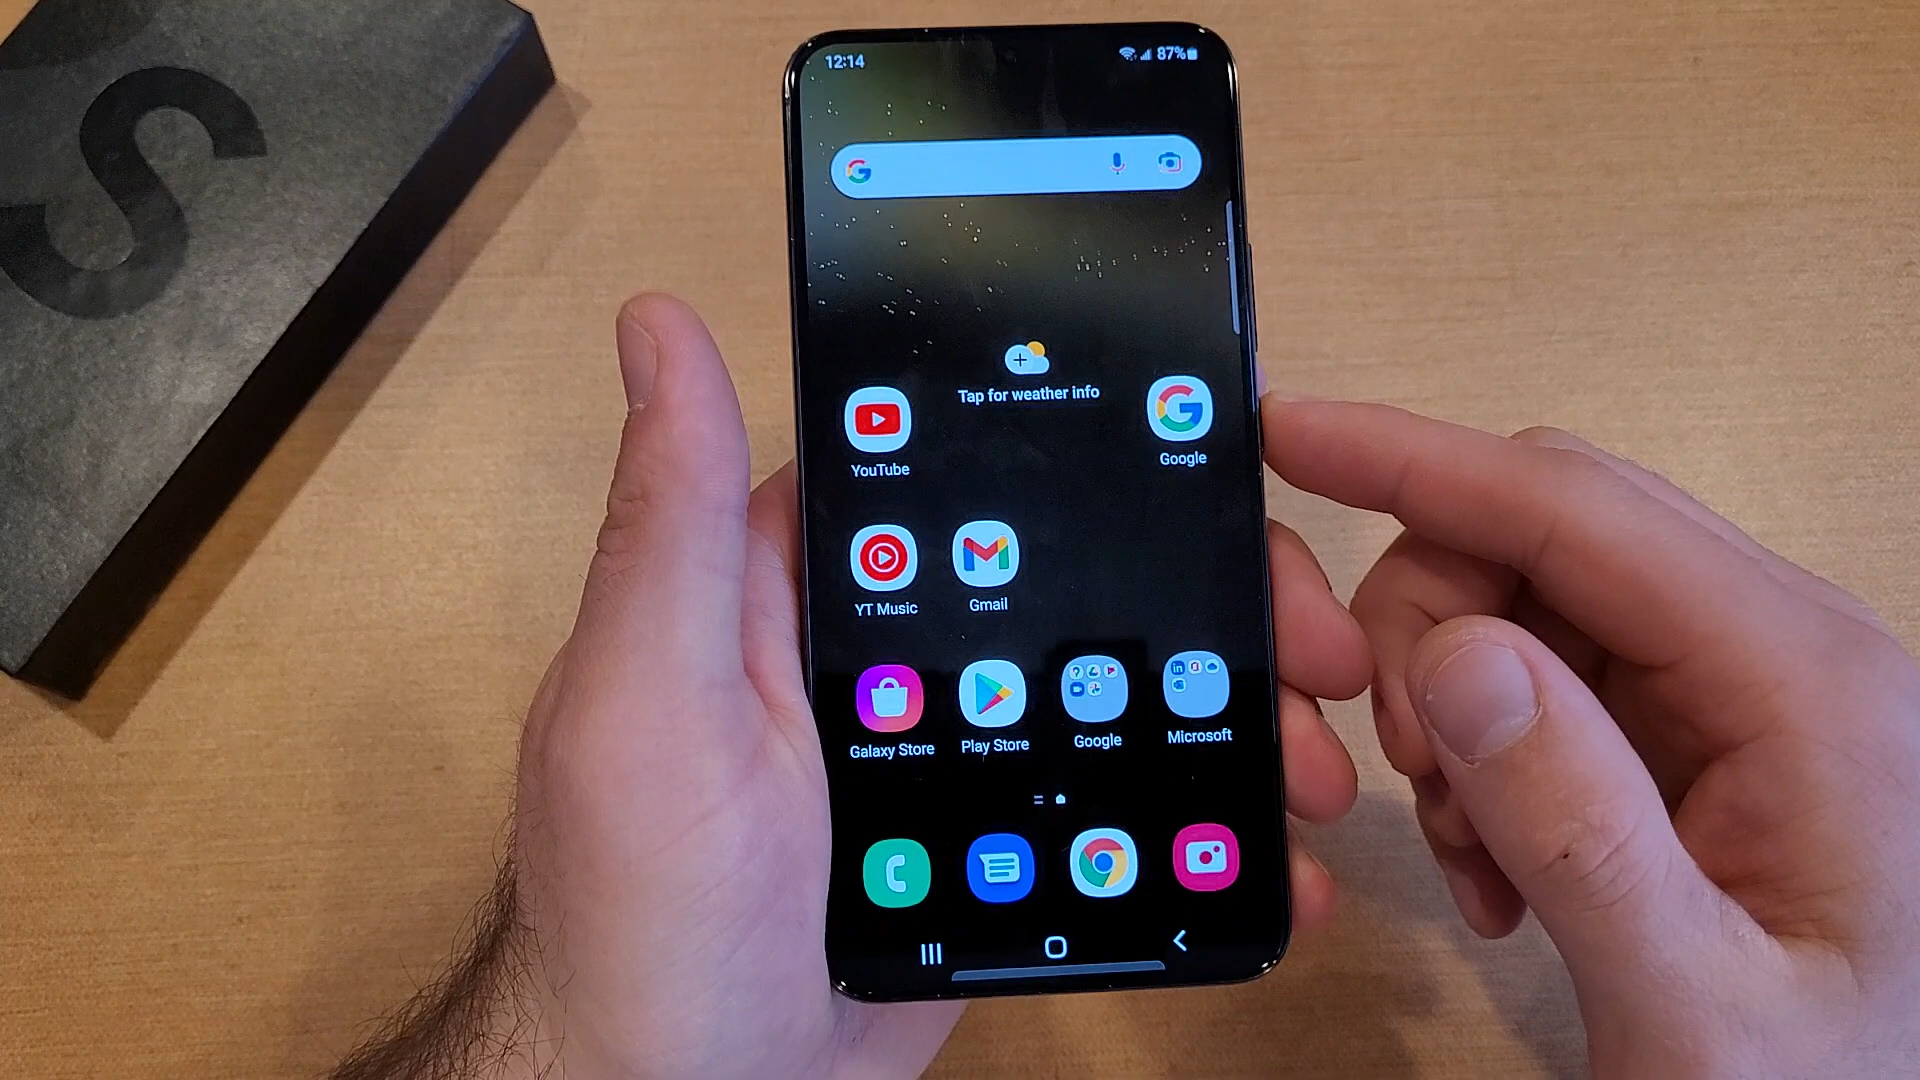 S
12:14
87%
Tap for weather info
YouTube
Google
YT Music
Gmail
Galaxy Store
Play Store
Google
Microsoft